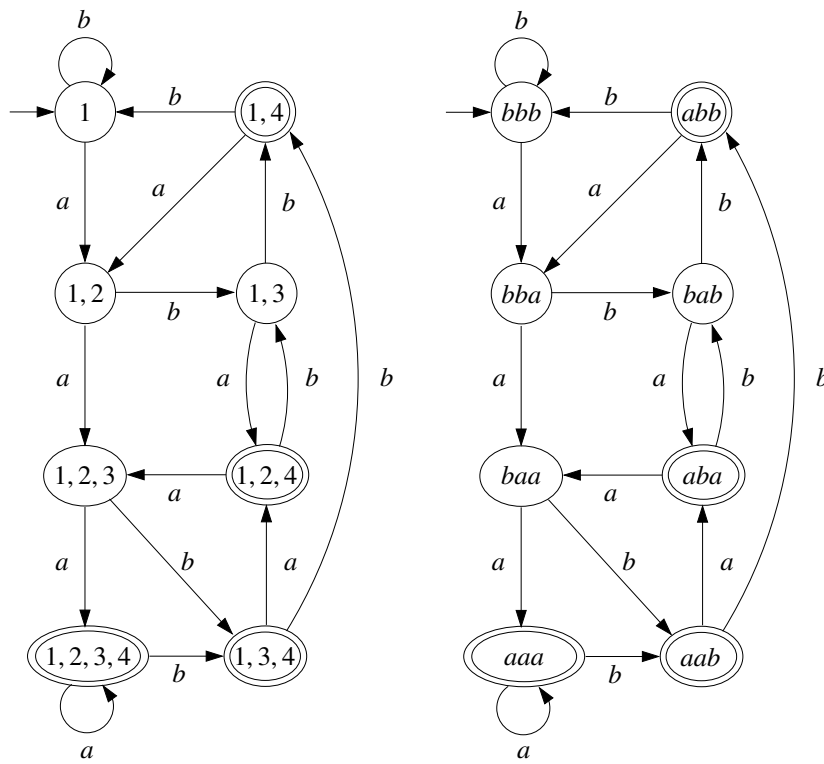 b b
1 b 1, 4 bbb b abb
a a b a a b
1, 2 b 1, 3 bba b bab
a a b b a a b b
1, 2, 3 a 1, 2, 4 baa a aba
a b a a b a
1, 2, 3, 4 b 1, 3, 4 aaa b aab
a a